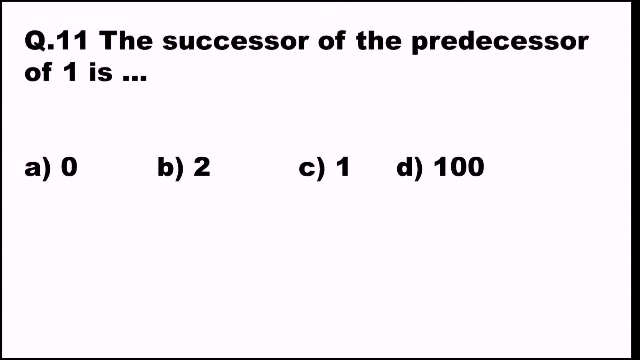 Q.11 The successor of the predecessor
of 1 is ...
a) 0 b) 2 c) 1 d) 100